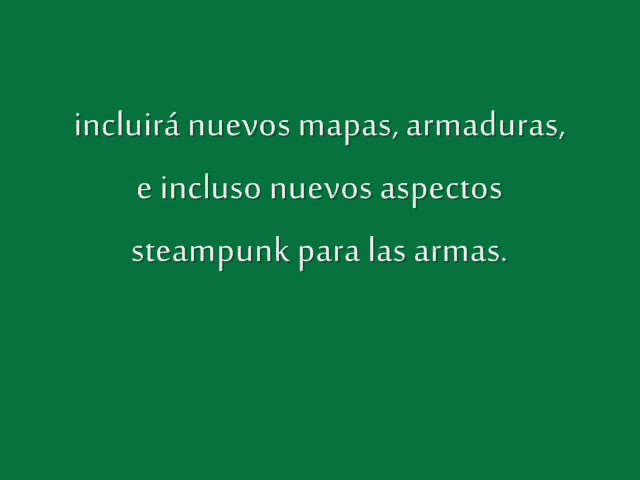 incluirá nuevos mapas, armaduras,
e incluso nuevos aspectos
steampunk para las armas.